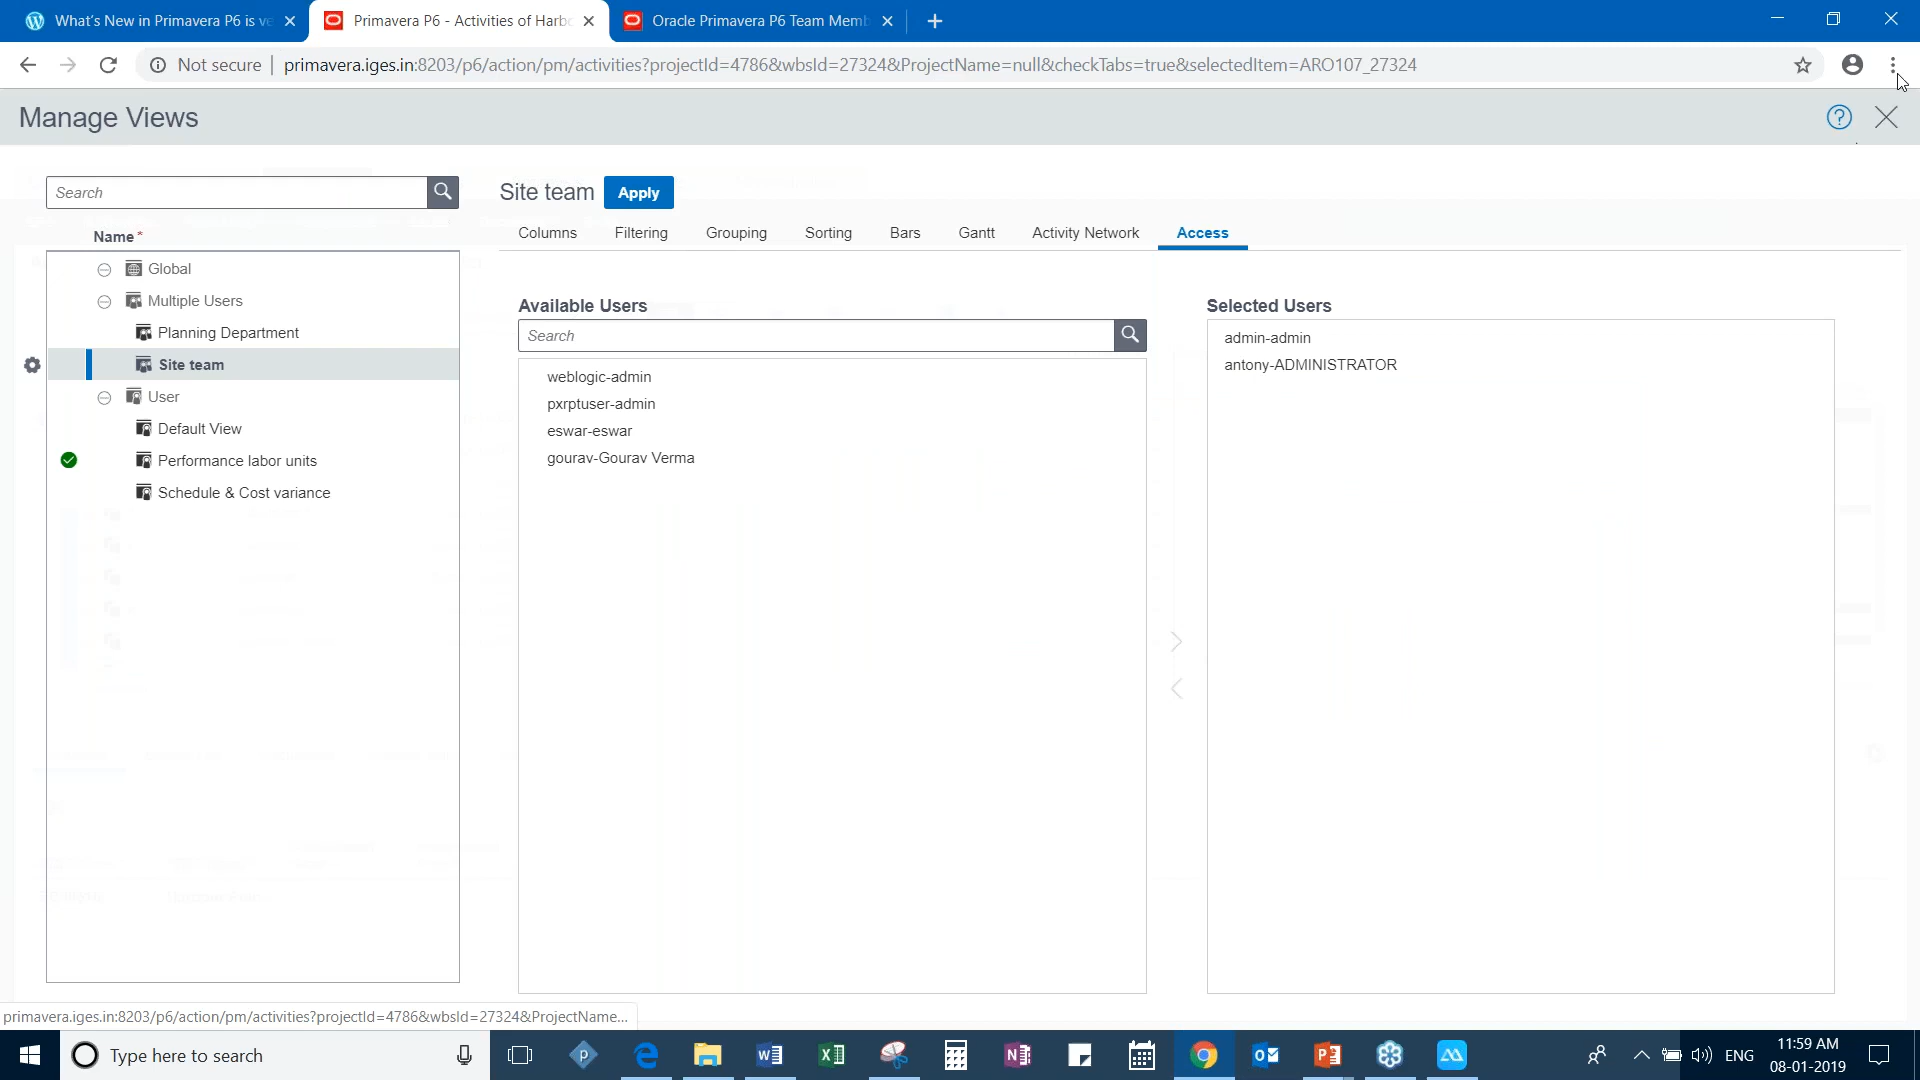 What's New in Primavera P6 is ve
Primavera P6 - Activities of Harbo
Oracle Primavera P6 Team Memb
Not secure
primavera.iges.in:8203/p6/action/pm/activities?projectId=4786&wbsId=27324&ProjectName=null&checkTabs=true&selectedItem=ARO107_27324
Manage Views
Search
Site team
Apply
Columns
Filtering
Grouping
Sorting
Bars
Gantt
Activity Network
Access
Name *
Global
Multiple Users
Planning Department
Site team
User
Default View
Performance labor units
Schedule & Cost variance
Available Users
Search
weblogic-admin
pxrptuser-admin
eswar-eswar
gourav-Gourav Verma
Selected Users
admin-admin
antony-ADMINISTRATOR
primavera.iges.in:8203/p6/action/pm/activities?projectId=4786&wbsId=27324&ProjectName...
Type here to search
ENG
11:59 AM
08-01-2019